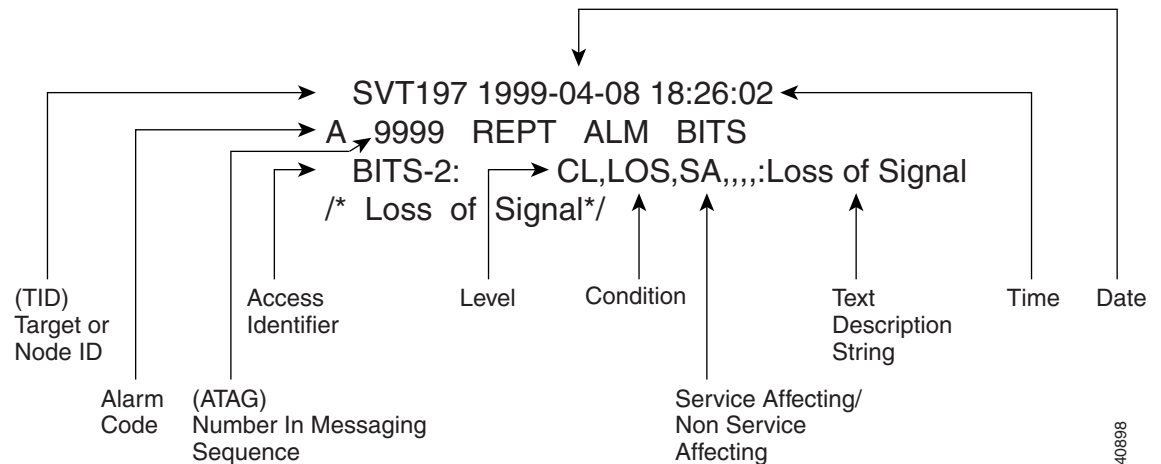 SVT197 1999-04-08 18:26:02
A 9999 REPT ALM BITS
BITS-2: CL,LOS,SA,,,,:Loss of Signal
/* Loss of Signal*/
(TID)
Target or
Node ID
Access
Identifier
Level
Condition
Text
Description
String
Time
Date
Alarm
Code
(ATAG)
Number In Messaging
Sequence
Service Affecting/
Non Service
Affecting
40898